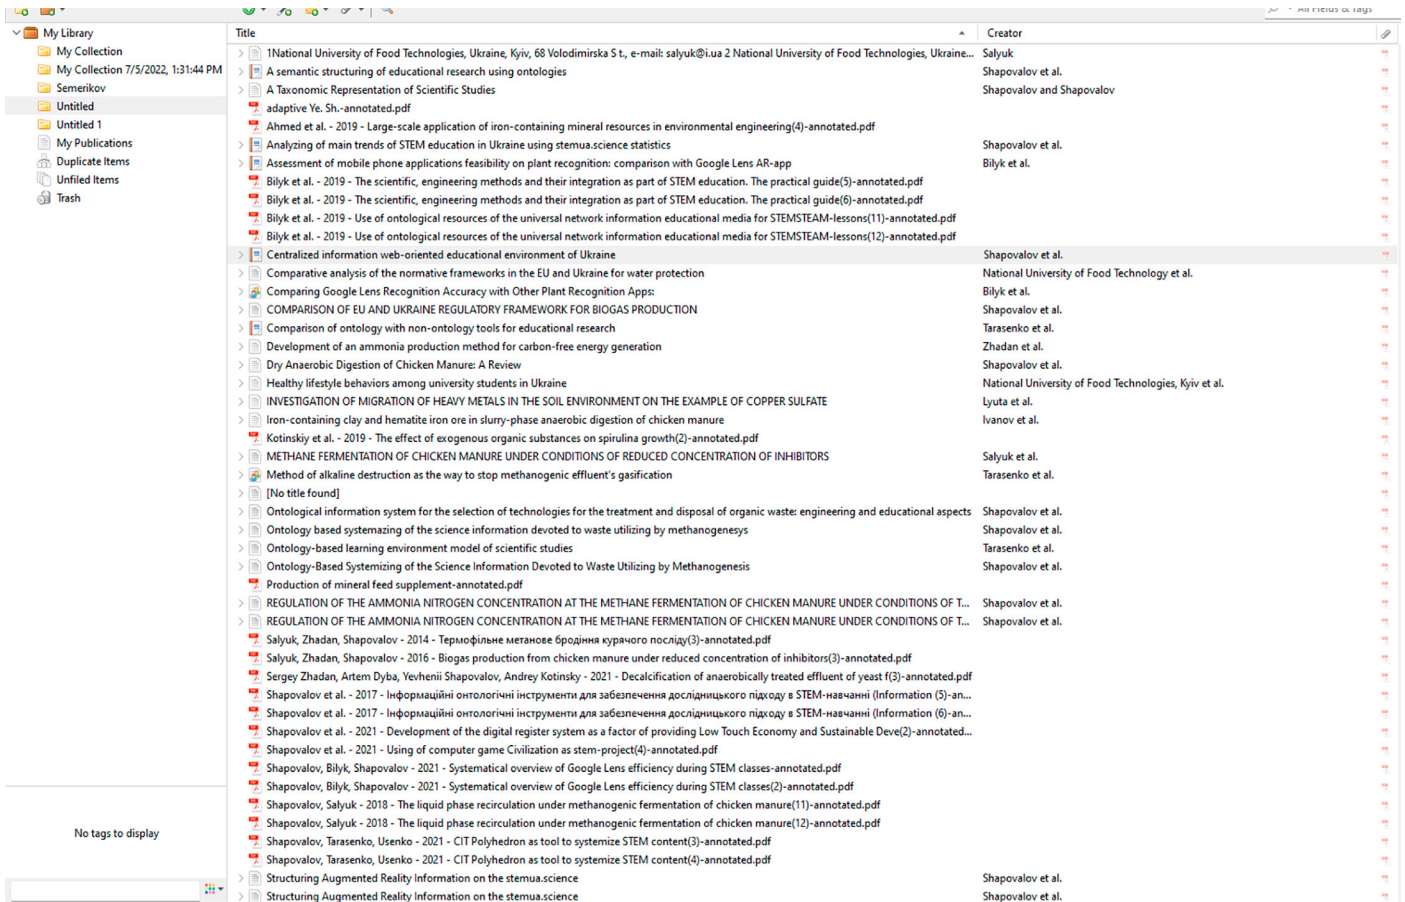 All Fields & Tags
My Library
My Collection
My Collection 7/5/2022, 1:31:44 PM
Semerikov
Untitled
Untitled 1
My Publications
Duplicate Items
Unfiled Items
Trash
No tags to display
Title Creator
1National University of Food Technologies, Ukraine, Kyiv, 68 Volodimirska S t., e-mail: salyuk@i.ua 2 National University of Food Technologies, Ukraine... Salyuk
A semantic structuring of educational research using ontologies Shapovalov et al.
A Taxonomic Representation of Scientific Studies Shapovalov and Shapovalov
adaptive Ye. Sh.-annotated.pdf
Ahmed et al. - 2019 - Large-scale application of iron-containing mineral resources in environmental engineering(4)-annotated.pdf
Analyzing of main trends of STEM education in Ukraine using stemua.science statistics Shapovalov et al.
Assessment of mobile phone applications feasibility on plant recognition: comparison with Google Lens AR-app Bilyk et al.
Bilyk et al. - 2019 - The scientific, engineering methods and their integration as part of STEM education. The practical guide(5)-annotated.pdf
Bilyk et al. - 2019 - The scientific, engineering methods and their integration as part of STEM education. The practical guide(6)-annotated.pdf
Bilyk et al. - 2019 - Use of ontological resources of the universal network information educational media for STEMSTEAM-lessons(11)-annotated.pdf
Bilyk et al. - 2019 - Use of ontological resources of the universal network information educational media for STEMSTEAM-lessons(12)-annotated.pdf
Centralized information web-oriented educational environment of Ukraine Shapovalov et al.
Comparative analysis of the normative frameworks in the EU and Ukraine for water protection National University of Food Technology et al.
Comparing Google Lens Recognition Accuracy with Other Plant Recognition Apps: Bilyk et al.
COMPARISON OF EU AND UKRAINE REGULATORY FRAMEWORK FOR BIOGAS PRODUCTION Shapovalov et al.
Comparison of ontology with non-ontology tools for educational research Tarasenko et al.
Development of an ammonia production method for carbon-free energy generation Zhadan et al.
Dry Anaerobic Digestion of Chicken Manure: A Review Shapovalov et al.
Healthy lifestyle behaviors among university students in Ukraine National University of Food Technologies, Kyiv et al.
INVESTIGATION OF MIGRATION OF HEAVY METALS IN THE SOIL ENVIRONMENT ON THE EXAMPLE OF COPPER SULFATE Lyuta et al.
Iron-containing clay and hematite iron ore in slurry-phase anaerobic digestion of chicken manure Ivanov et al.
Kotinskiy et al. - 2019 - The effect of exogenous organic substances on spirulina growth(2)-annotated.pdf
METHANE FERMENTATION OF CHICKEN MANURE UNDER CONDITIONS OF REDUCED CONCENTRATION OF INHIBITORS Salyuk et al.
Method of alkaline destruction as the way to stop methanogenic effluent's gasification Tarasenko et al.
[No title found]
Ontological information system for the selection of technologies for the treatment and disposal of organic waste: engineering and educational aspects Shapovalov et al.
Ontology based systemazing of the science information devoted to waste utilizing by methanogenesys Shapovalov et al.
Ontology-based learning environment model of scientific studies Tarasenko et al.
Ontology-Based Systemizing of the Science Information Devoted to Waste Utilizing by Methanogenesis Shapovalov et al.
Production of mineral feed supplement-annotated.pdf
REGULATION OF THE AMMONIA NITROGEN CONCENTRATION AT THE METHANE FERMENTATION OF CHICKEN MANURE UNDER CONDITIONS OF T... Shapovalov et al.
REGULATION OF THE AMMONIA NITROGEN CONCENTRATION AT THE METHANE FERMENTATION OF CHICKEN MANURE UNDER CONDITIONS OF T... Shapovalov et al.
Salyuk, Zhadan, Shapovalov - 2014 - Термофільне метанове бродіння курячого посліду(3)-annotated.pdf
Salyuk, Zhadan, Shapovalov - 2016 - Biogas production from chicken manure under reduced concentration of inhibitors(3)-annotated.pdf
Sergey Zhadan, Artem Dyba, Yevhenii Shapovalov, Andrey Kotinsky - 2021 - Decalcification of anaerobically treated effluent of yeast f(3)-annotated.pdf
Shapovalov et al. - 2017 - Інформаційні онтологічні інструменти для забезпечення дослідницького підходу в STEM-навчанні (Information (5)-an...
Shapovalov et al. - 2017 - Інформаційні онтологічні інструменти для забезпечення дослідницького підходу в STEM-навчанні (Information (6)-an...
Shapovalov et al. - 2021 - Development of the digital register system as a factor of providing Low Touch Economy and Sustainable Deve(2)-annotated...
Shapovalov et al. - 2021 - Using of computer game Civilization as stem-project(4)-annotated.pdf
Shapovalov, Bilyk, Shapovalov - 2021 - Systematical overview of Google Lens efficiency during STEM classes-annotated.pdf
Shapovalov, Bilyk, Shapovalov - 2021 - Systematical overview of Google Lens efficiency during STEM classes(2)-annotated.pdf
Shapovalov, Salyuk - 2018 - The liquid phase recirculation under methanogenic fermentation of chicken manure(11)-annotated.pdf
Shapovalov, Salyuk - 2018 - The liquid phase recirculation under methanogenic fermentation of chicken manure(12)-annotated.pdf
Shapovalov, Tarasenko, Usenko - 2021 - CIT Polyhedron as tool to systemize STEM content(3)-annotated.pdf
Shapovalov, Tarasenko, Usenko - 2021 - CIT Polyhedron as tool to systemize STEM content(4)-annotated.pdf
Structuring Augmented Reality Information on the stemua.science Shapovalov et al.
Structuring Augmented Reality Information on the stemua.science Shapovalov et al.